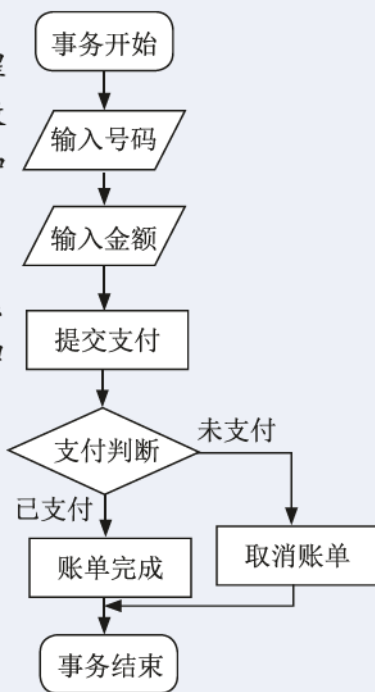 事务开始
输入号码
输入金额
提交支付
支付判断
未支付
已支付
账单完成
取消账单
事务结束